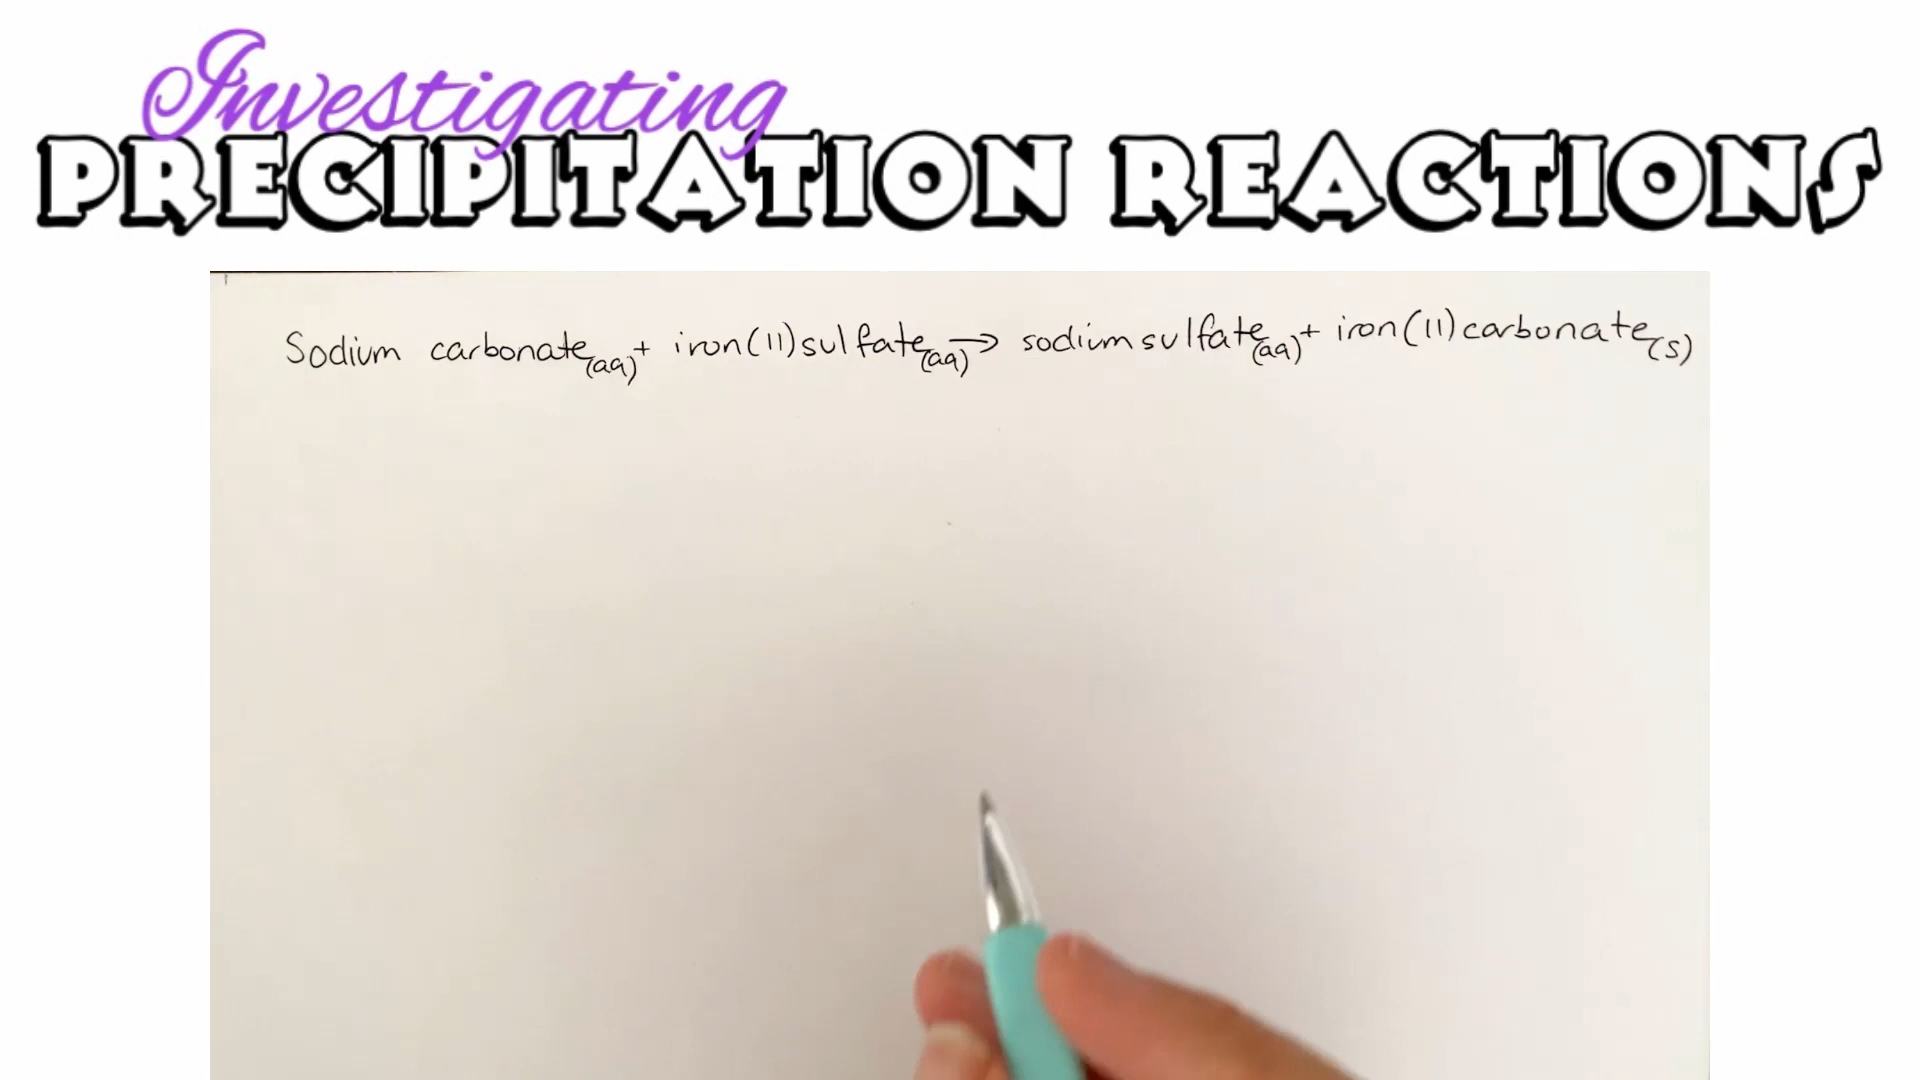 Investigating
PRECIPITATION REACTIONS
Sodium carbonate(aq) + iron(II)sulfate(aq) → sodium sulfate(aq) + iron(II)carbonate(s)